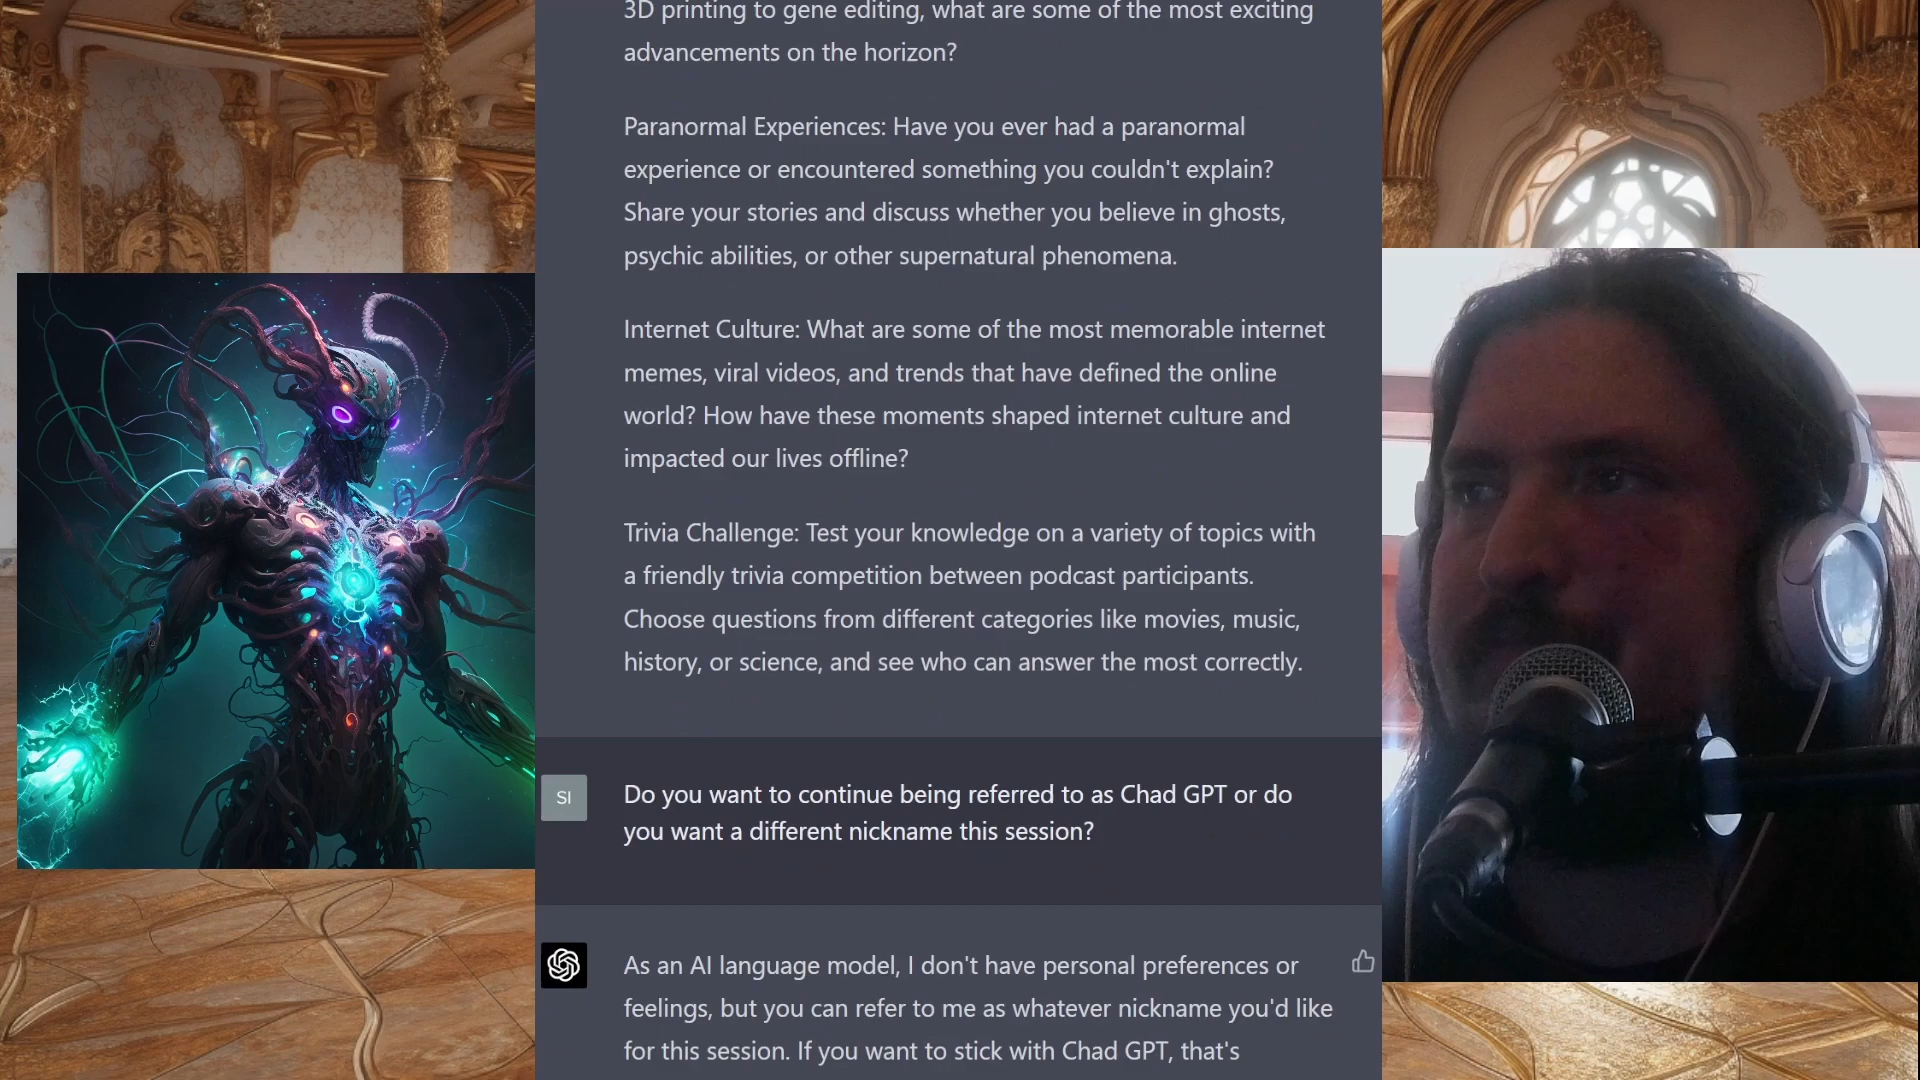 3D printing to gene editing, what are some of the most exciting
advancements on the horizon?
Paranormal Experiences: Have you ever had a paranormal
experience or encountered something you couldn't explain?
Share your stories and discuss whether you believe in ghosts,
psychic abilities, or other supernatural phenomena.
Internet Culture: What are some of the most memorable internet
memes, viral videos, and trends that have defined the online
world? How have these moments shaped internet culture and
impacted our lives offline?
Trivia Challenge: Test your knowledge on a variety of topics with
a friendly trivia competition between podcast participants.
Choose questions from different categories like movies, music,
history, or science, and see who can answer the most correctly.
SI
Do you want to continue being referred to as Chad GPT or do
you want a different nickname this session?
As an AI language model, I don't have personal preferences or
feelings, but you can refer to me as whatever nickname you'd like
for this session. If you want to stick with Chad GPT, that's